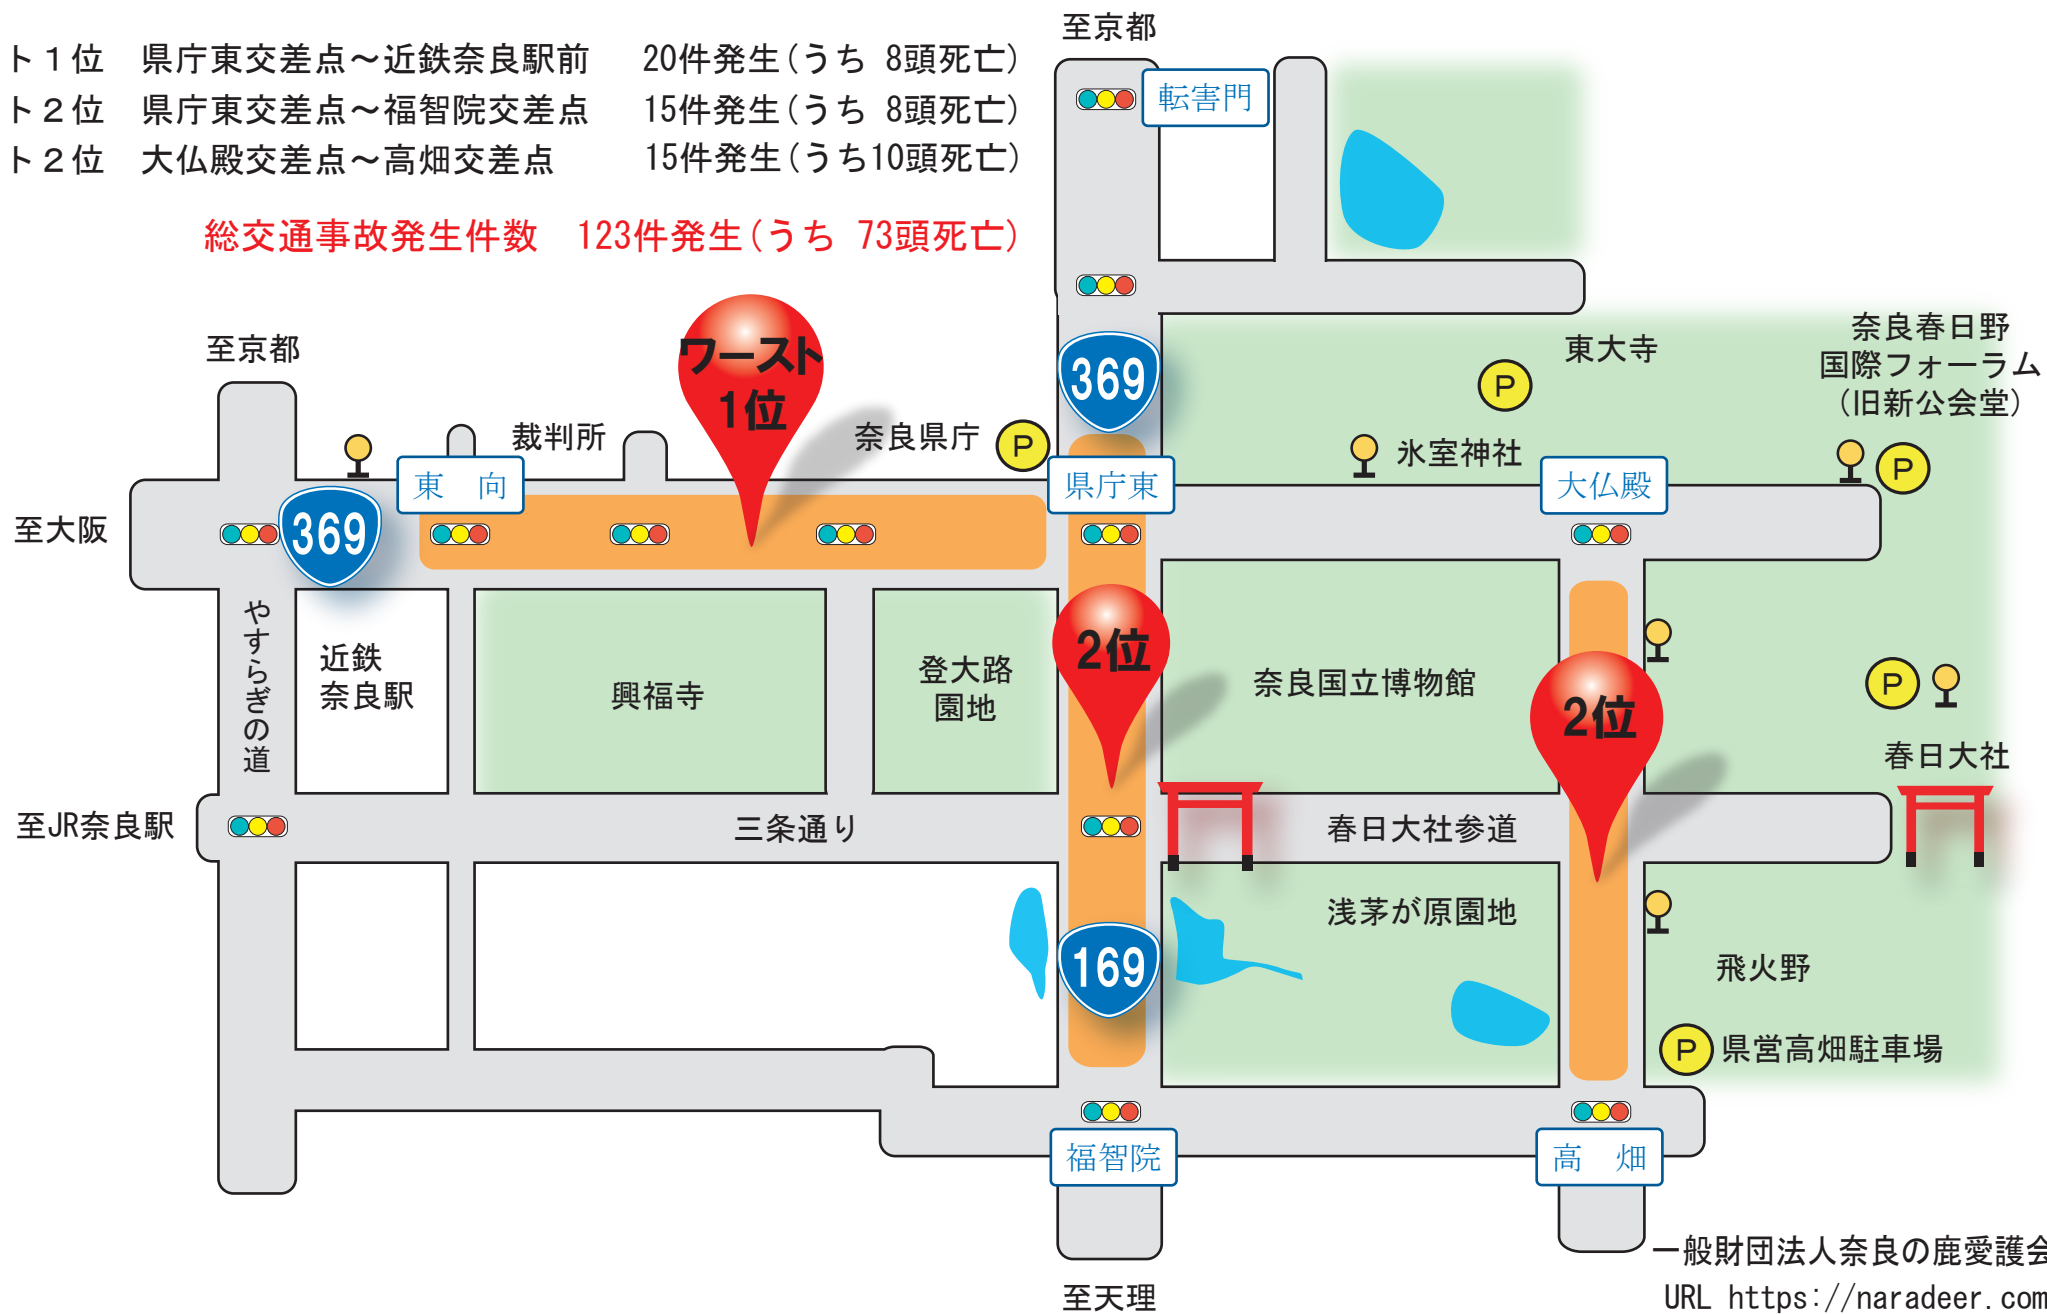 ト1位 県庁東交差点～近鉄奈良駅前 20件発生(うち 8頭死亡)
ト2位 県庁東交差点～福智院交差点 15件発生(うち 8頭死亡)
ト2位 大仏殿交差点～高畑交差点 15件発生(うち10頭死亡)
総交通事故発生件数 123件発生(うち 73頭死亡)
至京都
転害門
至京都
ワースト
1位
369
東大寺
P
奈良春日野
国際フォーラム
(旧新公会堂)
裁判所
奈良県庁
P
氷室神社
P
東 向
県庁東
大仏殿
至大阪
369
やすらぎの道
近鉄
奈良駅
興福寺
登大路
園地
2位
奈良国立博物館
2位
P
春日大社
至JR奈良駅
三条通り
春日大社参道
浅茅が原園地
169
飛火野
P
県営高畑駐車場
福智院
高 畑
至天理
一般財団法人奈良の鹿愛護会
URL https://naradeer.com